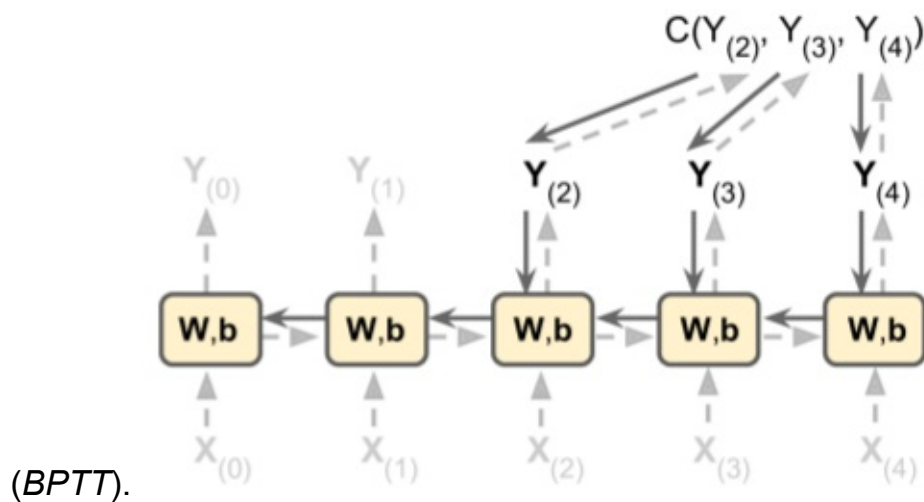 C(Y(2), Y(3), Y(4))
Y(0) Y(1) Y(2) Y(3) Y(4)
W,b W,b W,b W,b W,b
X(0) X(1) X(2) X(3) X(4)
(BPTT).